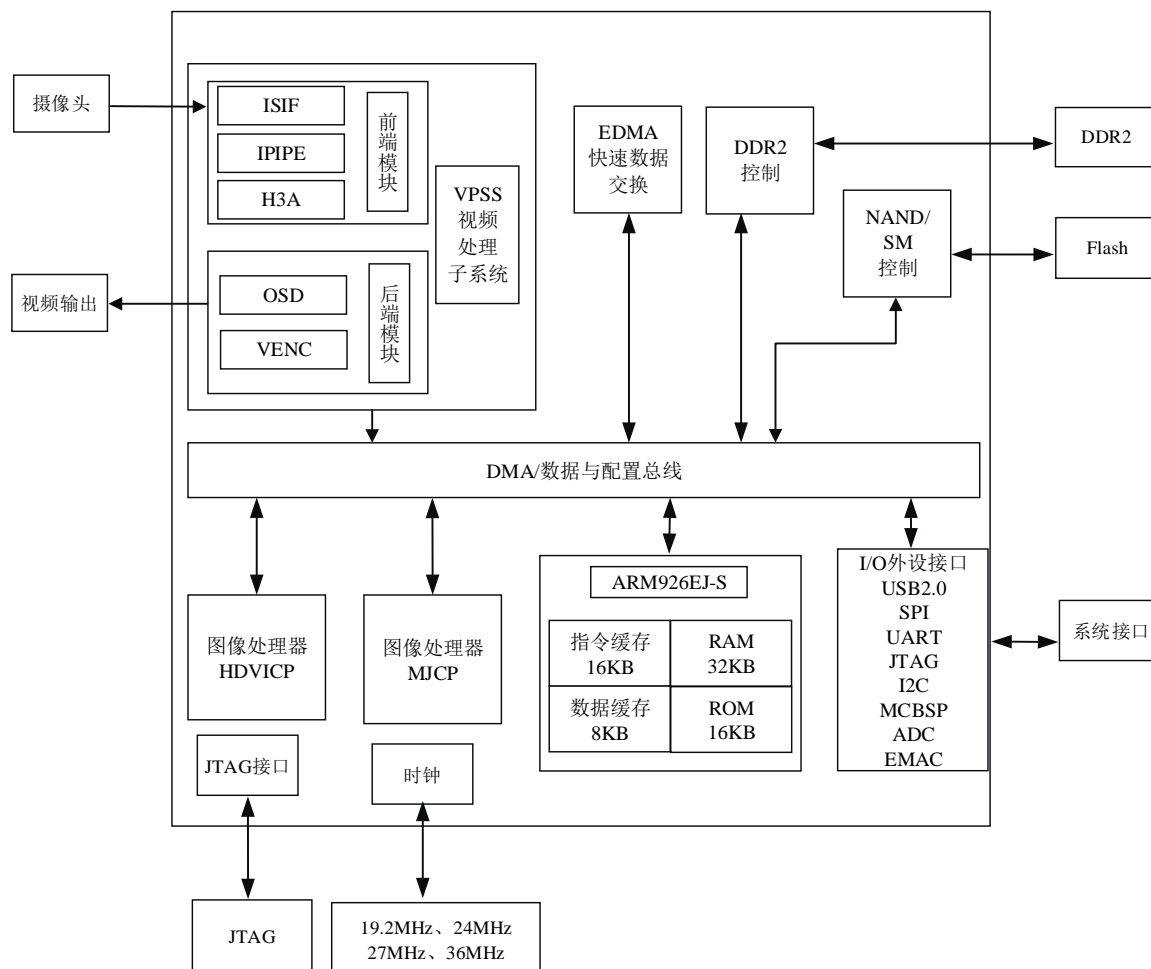 摄像头
ISIF
IPIPE
H3A
前
端
模
块
VPSS
视频
处理
子系统
视频输出
OSD
VENC
后
端
模
块
EDMA
快速数据
交换
DDR2
控制
DDR2
NAND/
SM
控制
Flash
DMA/数据与配置总线
图像处理器
HDVICP
图像处理器
MJCP
ARM926EJ-S
指令缓存
16KB
RAM
32KB
数据缓存
8KB
ROM
16KB
I/O外设接口
USB2.0
SPI
UART
JTAG
I2C
MCBSP
ADC
EMAC
系统接口
JTAG接口
时钟
JTAG
19.2MHz、24MHz
27MHz、36MHz